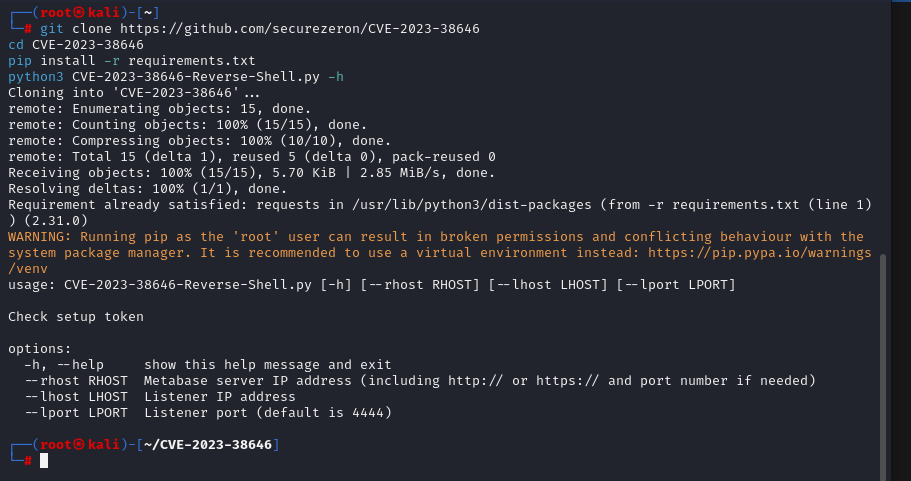 ┌──(root㉿kali)-[~]
└─# git clone https://github.com/securezeron/CVE-2023-38646
cd CVE-2023-38646
pip install -r requirements.txt
python3 CVE-2023-38646-Reverse-Shell.py -h
Cloning into 'CVE-2023-38646'...
remote: Enumerating objects: 15, done.
remote: Counting objects: 100% (15/15), done.
remote: Compressing objects: 100% (10/10), done.
remote: Total 15 (delta 1), reused 5 (delta 0), pack-reused 0
Receiving objects: 100% (15/15), 5.70 KiB | 2.85 MiB/s, done.
Resolving deltas: 100% (1/1), done.
Requirement already satisfied: requests in /usr/lib/python3/dist-packages (from -r requirements.txt (line 1)
) (2.31.0)
WARNING: Running pip as the 'root' user can result in broken permissions and conflicting behaviour with the
system package manager. It is recommended to use a virtual environment instead: https://pip.pypa.io/warnings
/venv
usage: CVE-2023-38646-Reverse-Shell.py [-h] [--rhost RHOST] [--lhost LHOST] [--lport LPORT]
Check setup token
options:
-h, --help show this help message and exit
--rhost RHOST Metabase server IP address (including http:// or https:// and port number if needed)
--lhost LHOST Listener IP address
--lport LPORT Listener port (default is 4444)
┌──(root㉿kali)-[~/CVE-2023-38646]
└─#